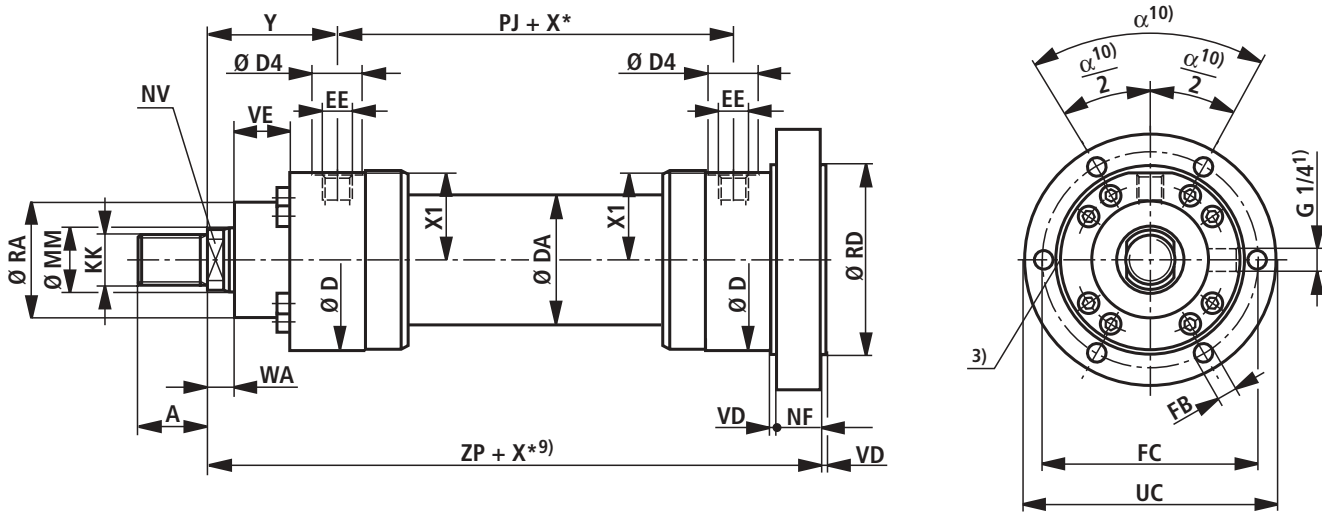 Y
PJ + X*
Ø D4
Ø D4
NV
VE
EE
EE
Ø RA
Ø MM
KK
X1
X1
Ø D
Ø DA
Ø D
Ø RD
WA
A
VD
NF
ZP + X*9)
VD
α10)
α10)
2
α10)
2
G 1/41)
3)
FB
FC
UC